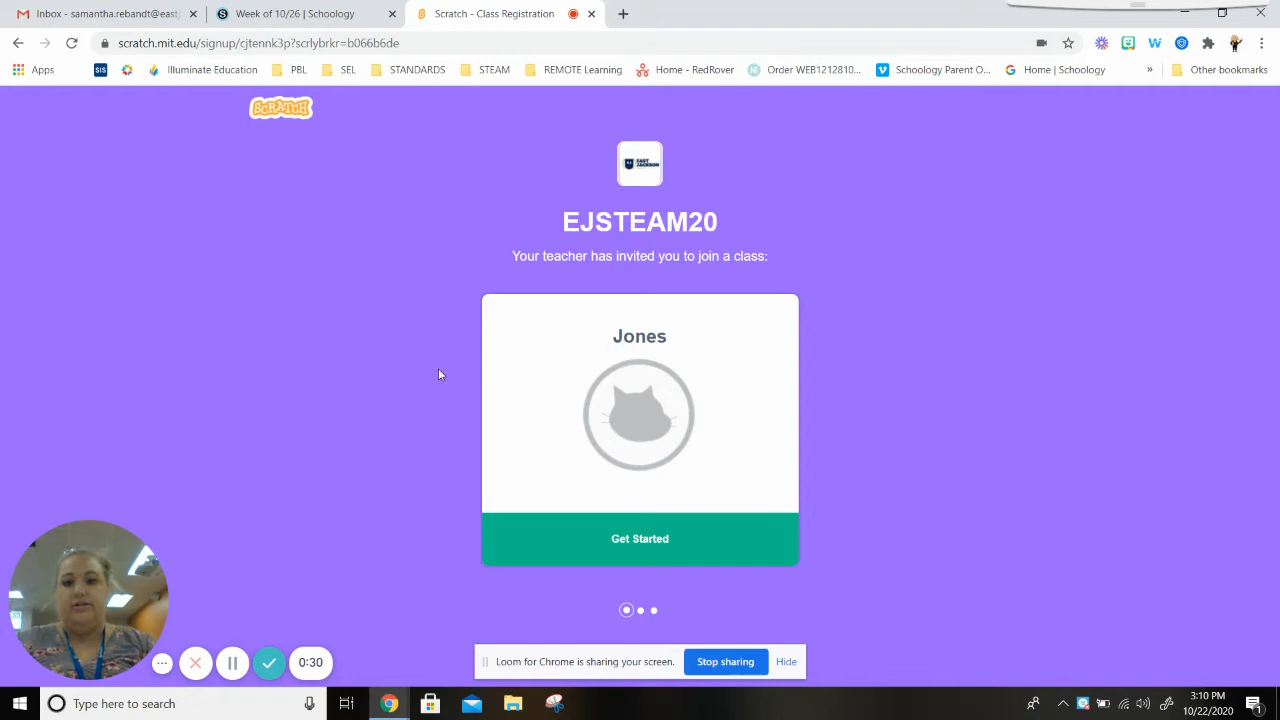 Inbox - samantha.rebandt@east
Week of 10/26 | Schoology
Scratch - Class Registration
scratch.mit.edu/signup/cjtennk3p?scrlybrkr=b066b6de
Apps
SIS
Illuminate Education
PBL
SEL
STANDARDS
STEAM
REMOTE Learning
Home - RedRover
Order WEB1212810...
Schoology Parent O...
Home | Schoology
»
Other bookmarks
SCRATCH
EAST JACKSON
EJSTEAM20
Your teacher has invited you to join a class:
Jones
Get Started
0:30
Loom for Chrome is sharing your screen.
Stop sharing
Hide
Type here to search
3:10 PM
10/22/2020